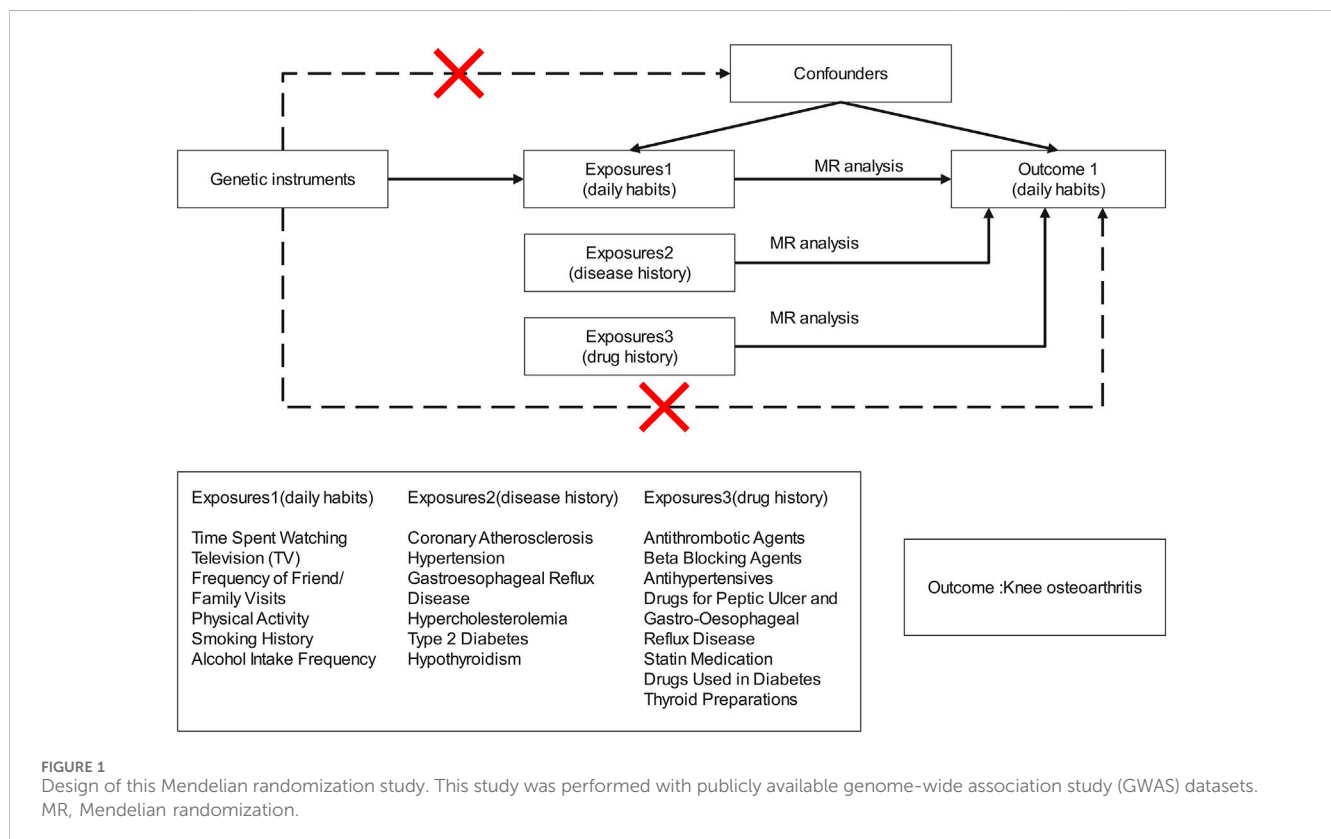 Confounders
Genetic instruments
Exposures1
(daily habits)
MR analysis
Outcome 1
(daily habits)
Exposures2
(disease history)
MR analysis
Exposures3
(drug history)
MR analysis
Exposures1(daily habits)
Time Spent Watching
Television (TV)
Frequency of Friend/
Family Visits
Physical Activity
Smoking History
Alcohol Intake Frequency
Exposures2(disease history)
Coronary Atherosclerosis
Hypertension
Gastroesophageal Reflux
Disease
Hypercholesterolemia
Type 2 Diabetes
Hypothyroidism
Exposures3(drug history)
Antithrombotic Agents
Beta Blocking Agents
Antihypertensives
Drugs for Peptic Ulcer and
Gastro-Oesophageal
Reflux Disease
Statin Medication
Drugs Used in Diabetes
Thyroid Preparations
Outcome :Knee osteoarthritis
FIGURE 1
Design of this Mendelian randomization study. This study was performed with publicly available genome-wide association study (GWAS) datasets.
MR, Mendelian randomization.